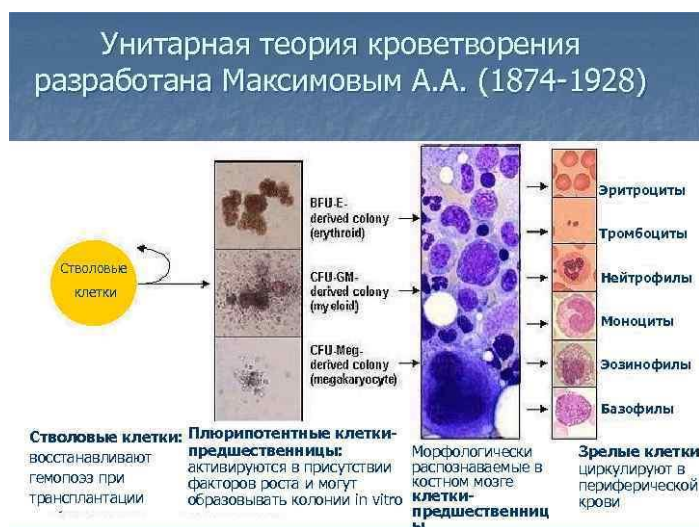 Унитарная теория кроветворения
разработана Максимовым А.А. (1874-1928)
Стволовые
клетки
BFU-E-
derived colony
(erythroid)
CFU-GM-
derived colony
(myeloid)
CFU-Meg-
derived colony
(megakaryocyte)
Эритроциты
Тромбоциты
Нейтрофилы
Моноциты
Эозинофилы
Базофилы
Стволовые клетки:
восстанавливают
гемопоэз при
трансплантации
Плюрипотентные клетки-
предшественницы:
активируются в присутствии
факторов роста и могут
образовывать колонии in vitro
Морфологически
распознаваемые в
костном мозге
клетки-
предшественниц
ы
Зрелые клетки
циркулируют в
периферической
крови